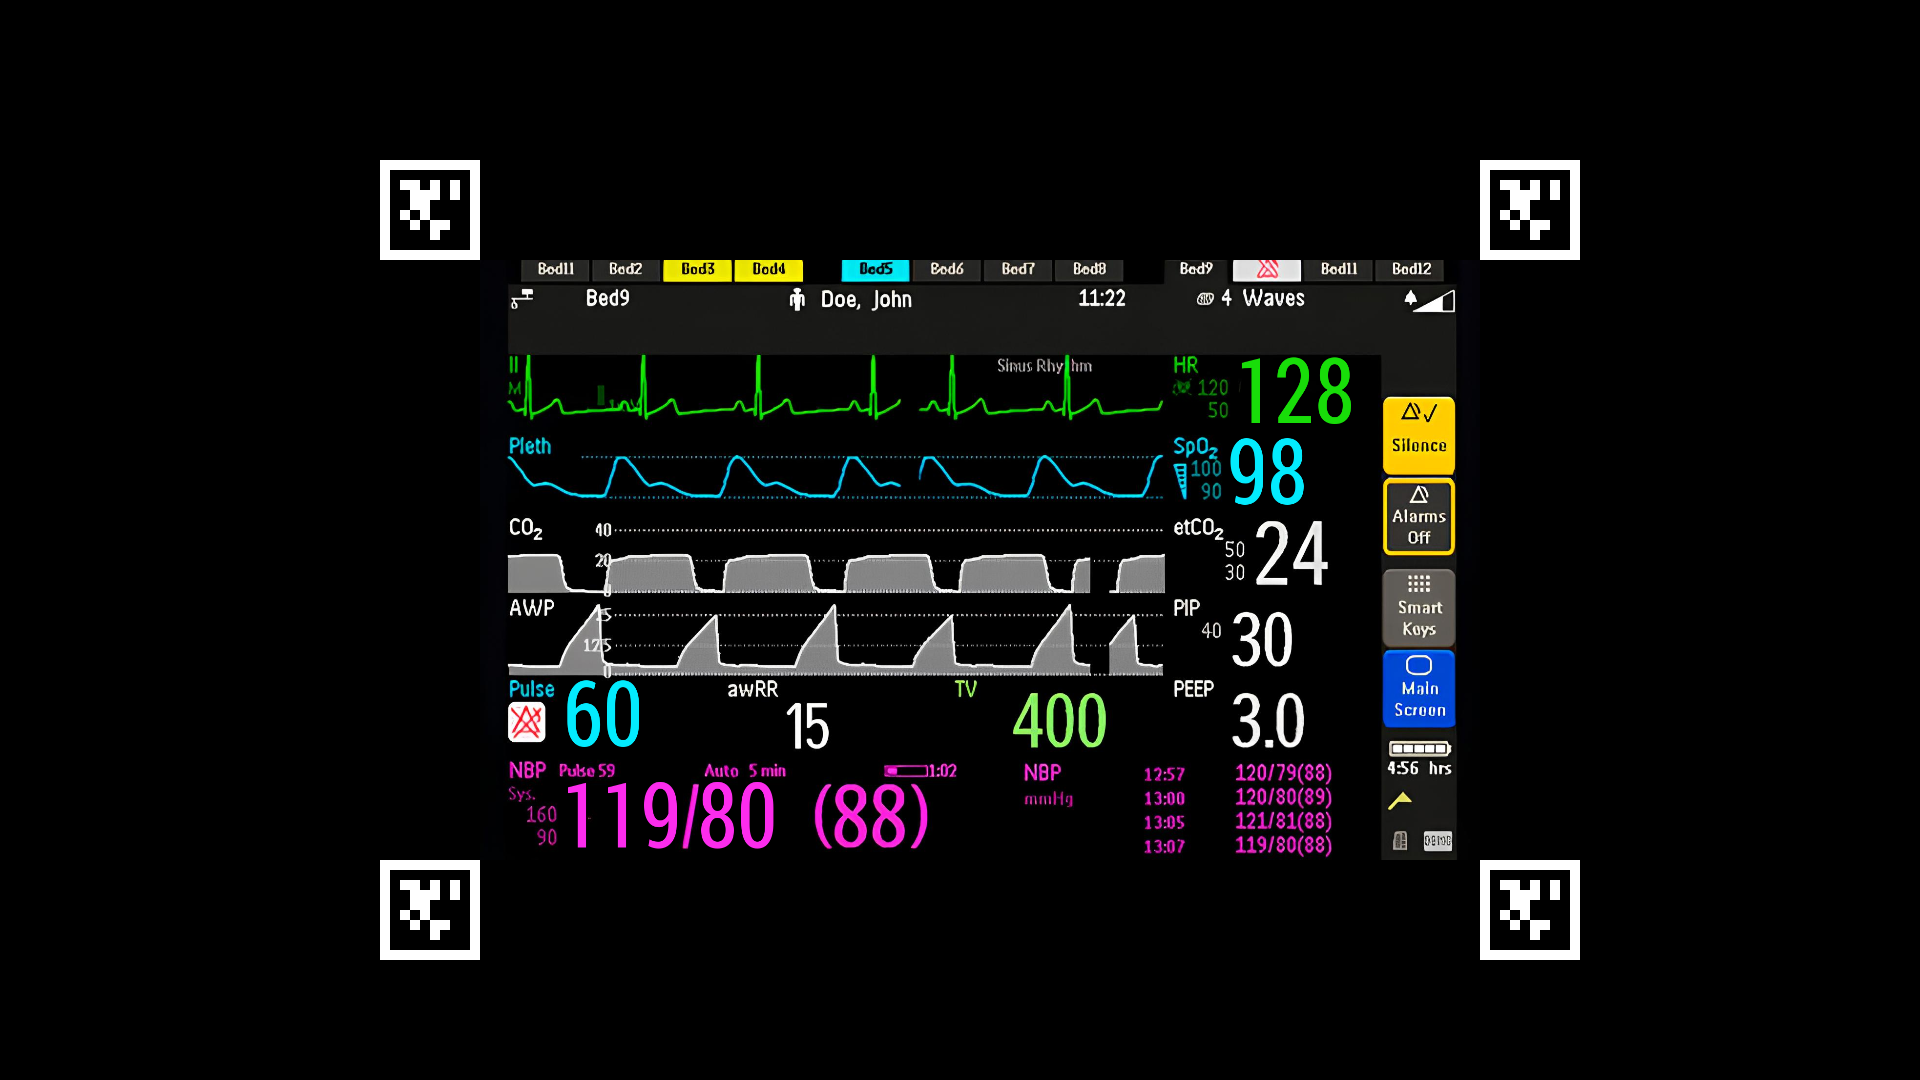 Bed11 Bed2 Bed3 Bed4 Bed5 Bed6 Bed7 Bed8 Bed9 Bed11 Bed12
Bed9 Doe, John 11:22 4 Waves
II
M
Sinus Rhythm
HR
120
50
128
Silence
Pleth
SpO2
100
90
98
Alarms
Off
CO2
40
20
0
etCO2
50
30
24
Smart
Keys
AWP
12.5
0
PIP
40
30
Main
Screen
Pulse
60
awRR
15
TV
400
PEEP
3.0
4:56 hrs
NBP Pulse 59 Auto 5 min 1:02
Sys.
160
90
119/80 (88)
NBP
mmHg
12:57 120/79(88)
13:00 120/80(89)
13:05 121/81(88)
13:07 119/80(88)